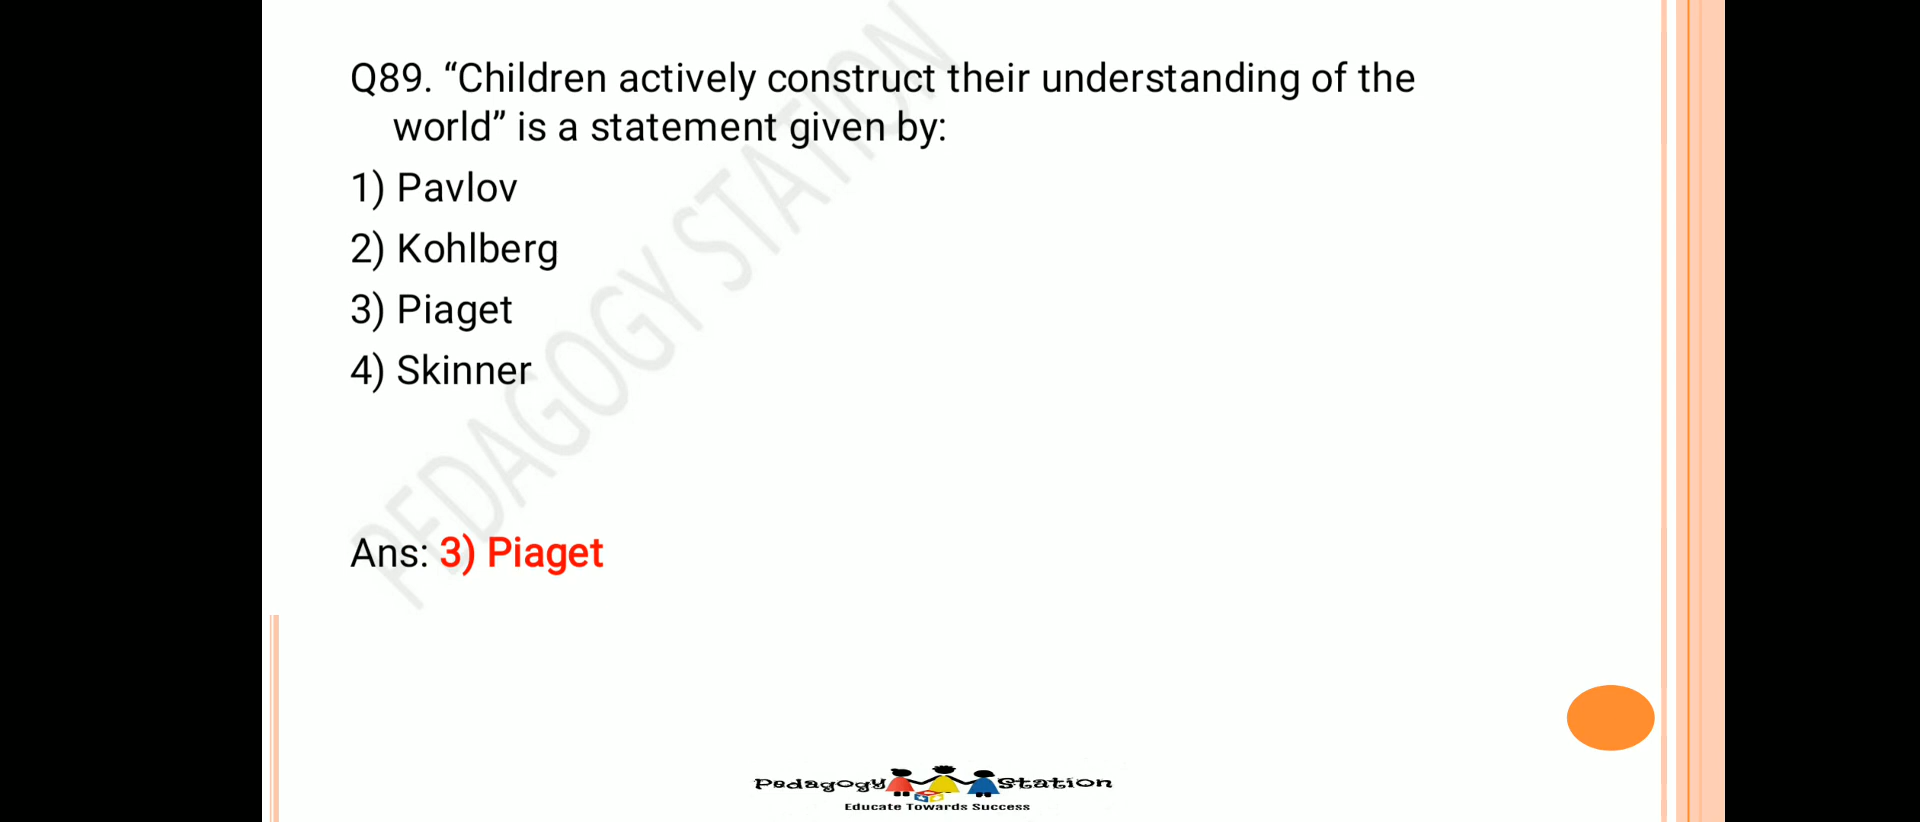 Q89. “Children actively construct their understanding of the
world” is a statement given by:
1) Pavlov
2) Kohlberg
3) Piaget
4) Skinner
Ans: 3) Piaget
PEDAGOGY STATION
Pedagogy Station
Educate Towards Success